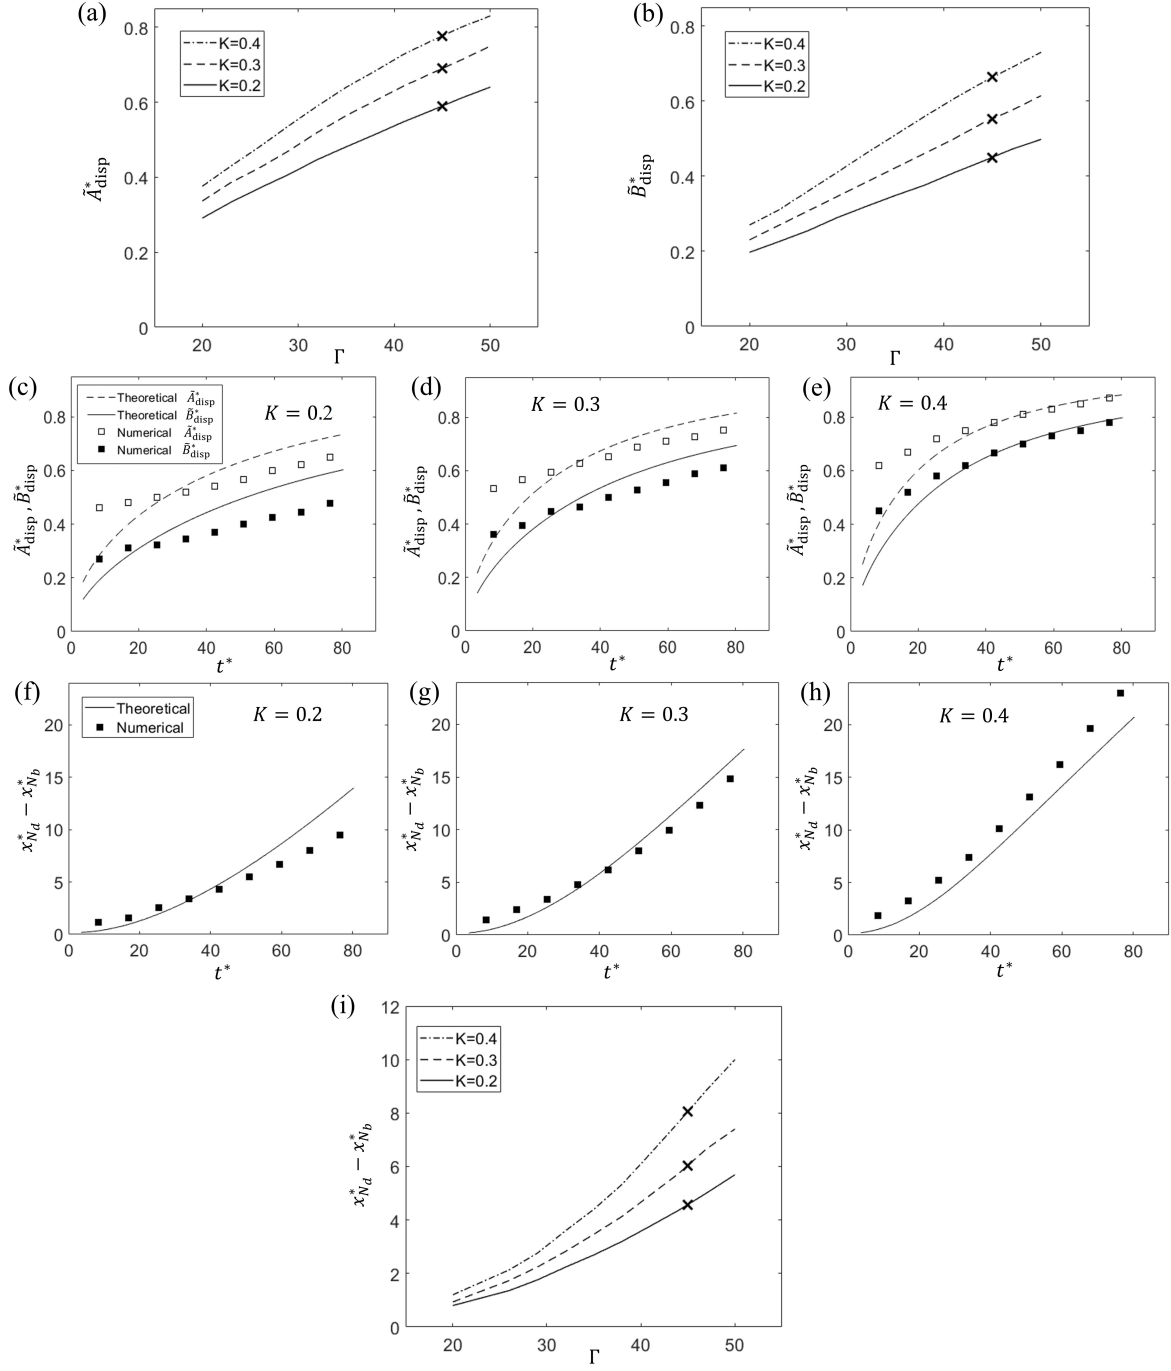 (a)
0.8
0.6
0.4
0.2
0
K=0.4
K=0.3
K=0.2
Ã*disp
20 30 40 50
Γ
(b)
0.8
0.6
0.4
0.2
0
K=0.4
K=0.3
K=0.2
B̃*disp
20 30 40 50
Γ
(c)
0.8
0.6
0.4
0.2
0
Theoretical Ã*disp
Theoretical B̃*disp
Numerical Ã*disp
Numerical B̃*disp
K = 0.2
Ã*disp, B̃*disp
0 20 40 60 80
t*
(d)
0.8
0.6
0.4
0.2
0
K = 0.3
Ã*disp, B̃*disp
0 20 40 60 80
t*
(e)
0.8
0.6
0.4
0.2
0
K = 0.4
Ã*disp, B̃*disp
0 20 40 60 80
t*
(f)
20
15
10
5
0
Theoretical
Numerical
K = 0.2
x*Nd − x*Nb
0 20 40 60 80
t*
(g)
20
15
10
5
0
K = 0.3
x*Nd − x*Nb
0 20 40 60 80
t*
(h)
20
15
10
5
0
K = 0.4
x*Nd − x*Nb
0 20 40 60 80
t*
(i)
12
10
8
6
4
2
0
K=0.4
K=0.3
K=0.2
x*Nd − x*Nb
20 30 40 50
Γ